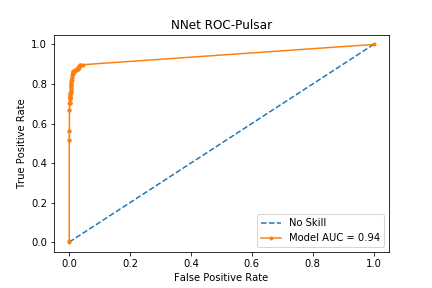 NNet ROC-Pulsar
True Positive Rate
1.0
0.8
0.6
0.4
0.2
0.0
No Skill
Model AUC = 0.94
0.0 0.2 0.4 0.6 0.8 1.0
False Positive Rate